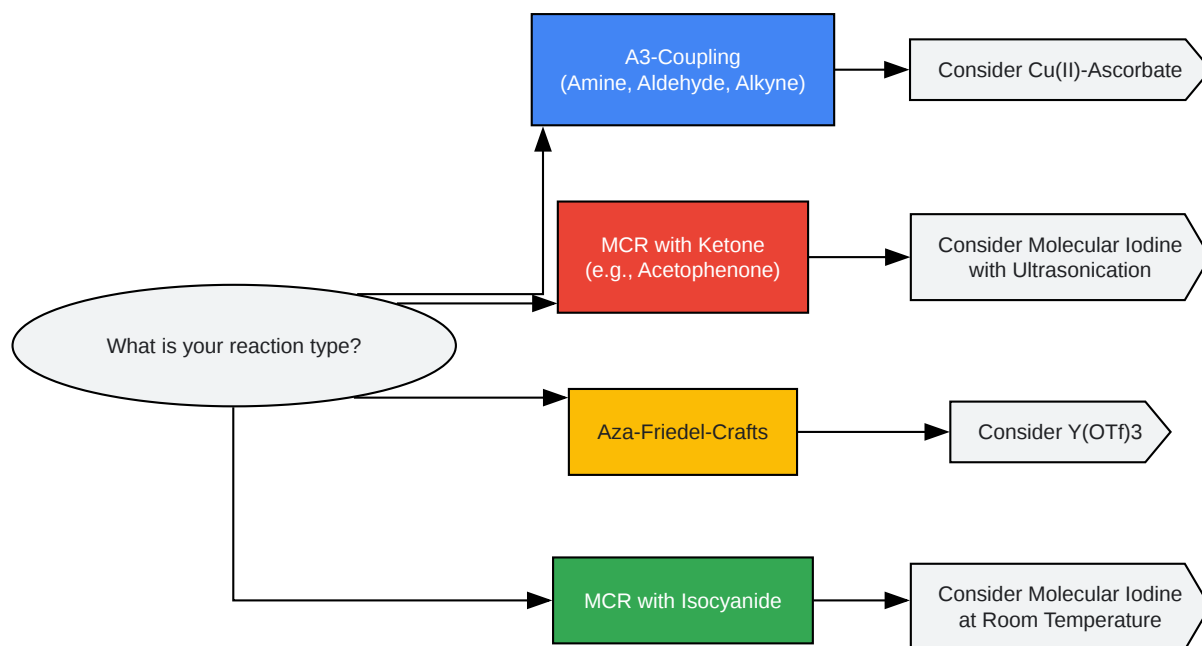 A3-Coupling
(Amine, Aldehyde, Alkyne)
Consider Cu(II)-Ascorbate
MCR with Ketone
(e.g., Acetophenone)
Consider Molecular Iodine
with Ultrasonication
What is your reaction type?
Aza-Friedel-Crafts
Consider Y(OTf)3
MCR with Isocyanide
Consider Molecular Iodine
at Room Temperature